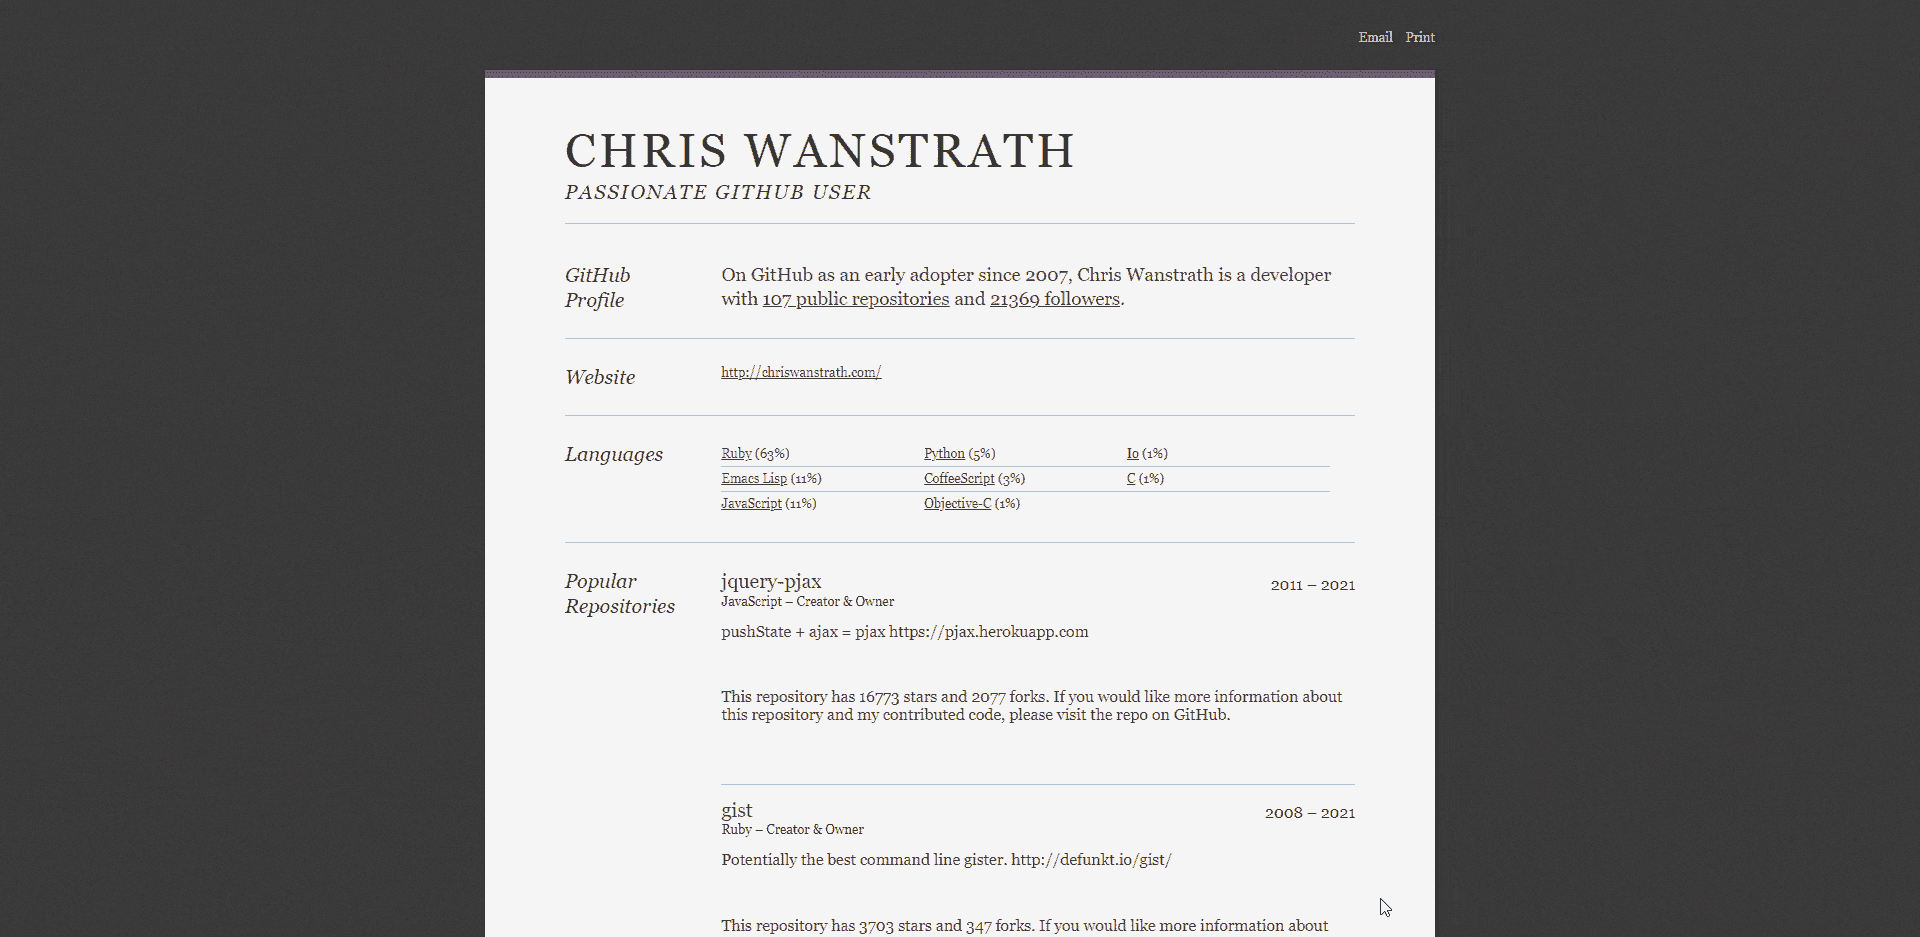 Email Print
CHRIS WANSTRATH
PASSIONATE GITHUB USER
GitHub
Profile
On GitHub as an early adopter since 2007, Chris Wanstrath is a developer
with 107 public repositories and 21369 followers.
Website
http://chriswanstrath.com/
Languages
Ruby (63%) Python (5%) Io (1%)
Emacs Lisp (11%) CoffeeScript (3%) C (1%)
JavaScript (11%) Objective-C (1%)
Popular
Repositories
jquery-pjax 2011 – 2021
JavaScript – Creator & Owner
pushState + ajax = pjax https://pjax.herokuapp.com
This repository has 16773 stars and 2077 forks. If you would like more information about
this repository and my contributed code, please visit the repo on GitHub.
gist 2008 – 2021
Ruby – Creator & Owner
Potentially the best command line gister. http://defunkt.io/gist/
This repository has 3703 stars and 347 forks. If you would like more information about